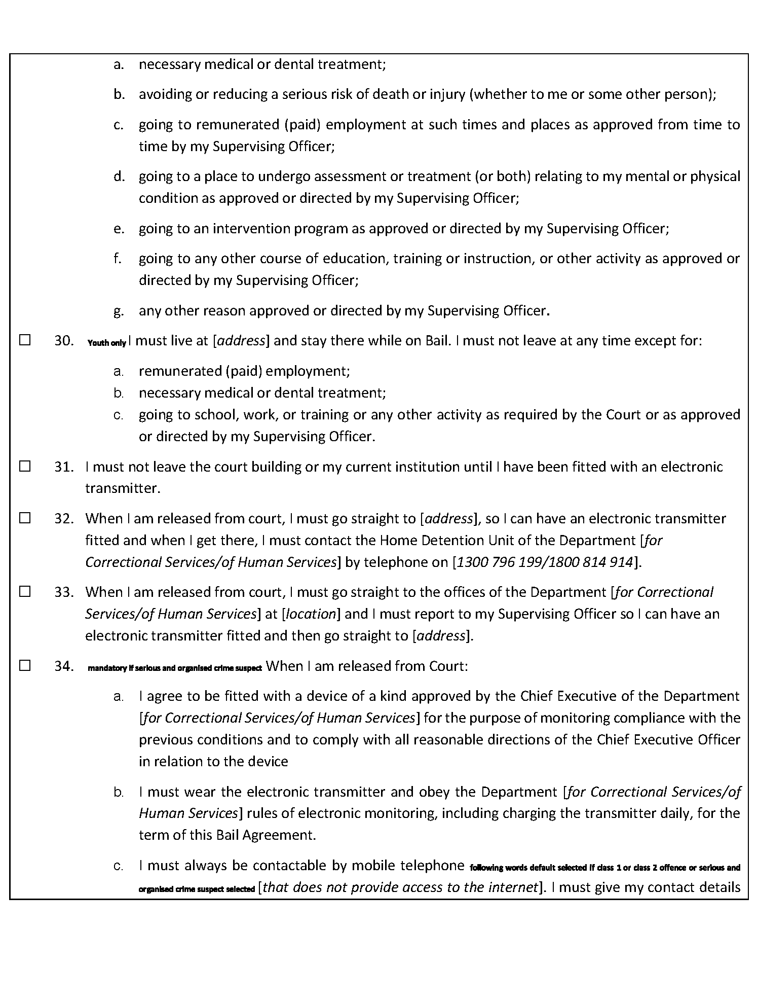 a. necessary medical or dental treatment;
b. avoiding or reducing a serious risk of death or injury (whether to me or some other person);
c. going to remunerated (paid) employment at such times and places as approved from time to
time by my Supervising Officer;
d. going to a place to undergo assessment or treatment (or both) relating to my mental or physical
condition as approved or directed by my Supervising Officer;
e. going to an intervention program as approved or directed by my Supervising Officer;
f. going to any other course of education, training or instruction, or other activity as approved or
directed by my Supervising Officer;
g. any other reason approved or directed by my Supervising Officer.
☐ 30. Youth only I must live at [address] and stay there while on Bail. I must not leave at any time except for:
a. remunerated (paid) employment;
b. necessary medical or dental treatment;
c. going to school, work, or training or any other activity as required by the Court or as approved
or directed by my Supervising Officer.
☐ 31. I must not leave the court building or my current institution until I have been fitted with an electronic
transmitter.
☐ 32. When I am released from court, I must go straight to [address], so I can have an electronic transmitter
fitted and when I get there, I must contact the Home Detention Unit of the Department [for
Correctional Services/of Human Services] by telephone on [1300 796 199/1800 814 914].
☐ 33. When I am released from court, I must go straight to the offices of the Department [for Correctional
Services/of Human Services] at [location] and I must report to my Supervising Officer so I can have an
electronic transmitter fitted and then go straight to [address].
☐ 34. mandatory if serious and organised crime suspect When I am released from Court:
a. I agree to be fitted with a device of a kind approved by the Chief Executive of the Department
[for Correctional Services/of Human Services] for the purpose of monitoring compliance with the
previous conditions and to comply with all reasonable directions of the Chief Executive Officer
in relation to the device
b. I must wear the electronic transmitter and obey the Department [for Correctional Services/of
Human Services] rules of electronic monitoring, including charging the transmitter daily, for the
term of this Bail Agreement.
c. I must always be contactable by mobile telephone following words default selected if class 1 or class 2 offence or serious and
organised crime suspect selected [that does not provide access to the internet]. I must give my contact details